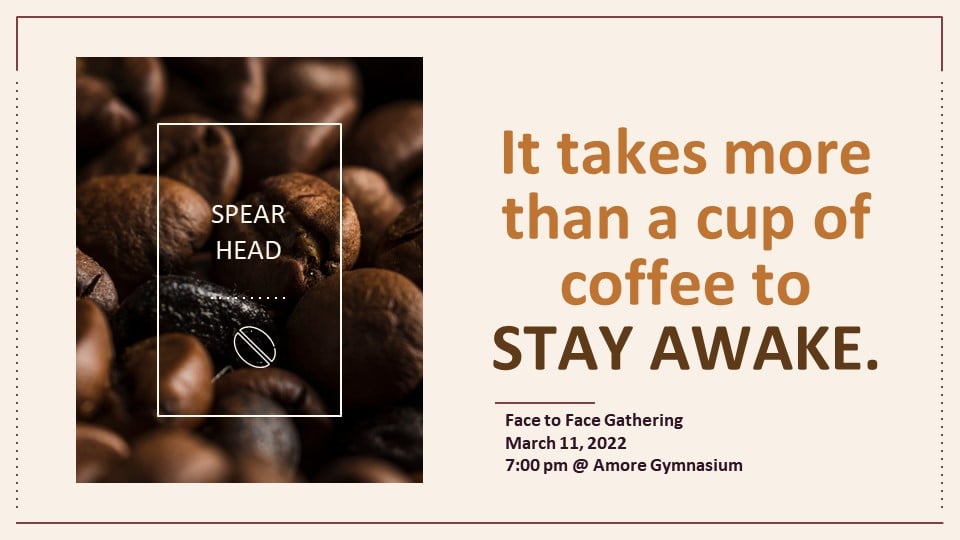 SPEAR
HEAD
It takes more
than a cup of
coffee to
STAY AWAKE.
Face to Face Gathering
March 11, 2022
7:00 pm @ Amore Gymnasium